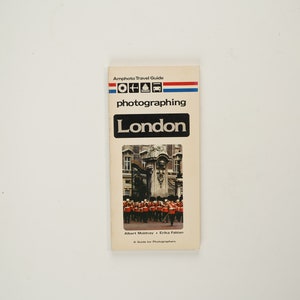 Amphoto Travel Guide
photographing
London
Albert Moldvay • Erika Fabian
A Guide for Photographers